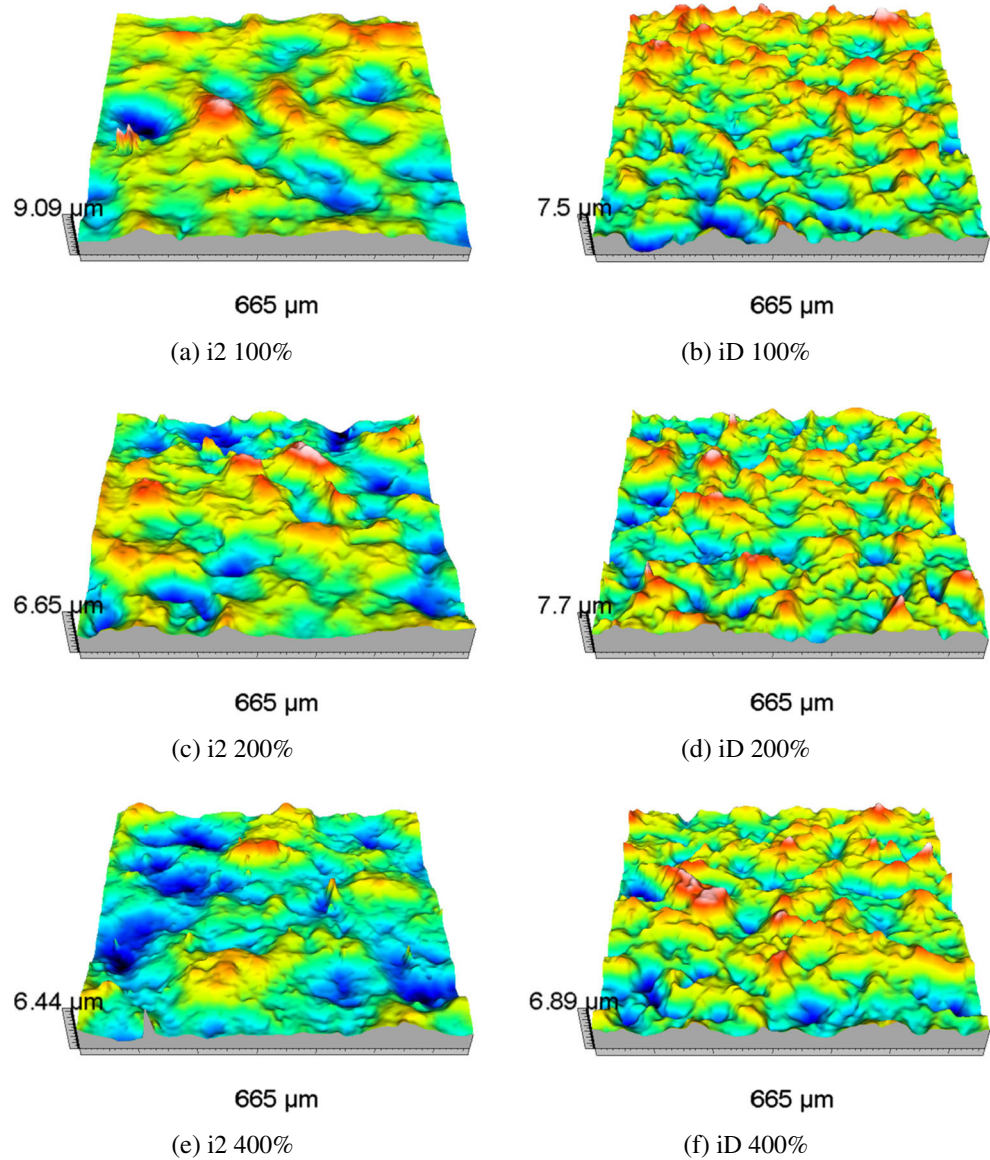 9.09 µm
665 µm
(a) i2 100%
7.5 µm
665 µm
(b) iD 100%
6.65 µm
665 µm
(c) i2 200%
7.7 µm
665 µm
(d) iD 200%
6.44 µm
665 µm
(e) i2 400%
6.89 µm
665 µm
(f) iD 400%